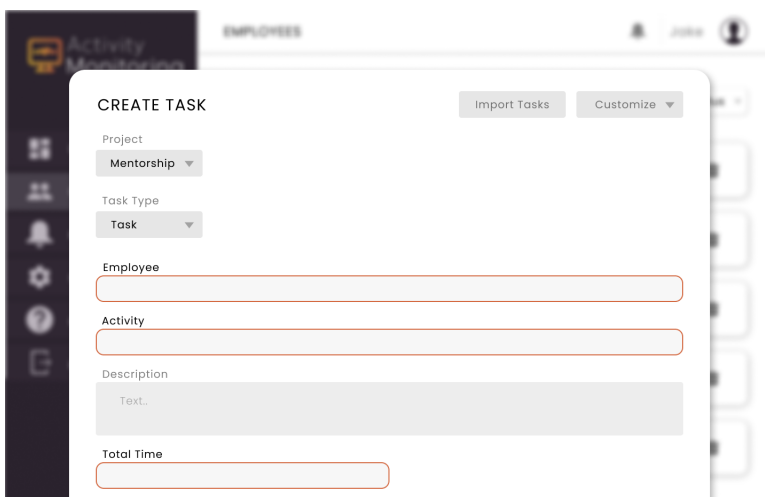 Activity
EMPLOYEES
Jake
Monitoring
CREATE TASK
Import Tasks
Customize
Project
Mentorship
Task Type
Task
Employee
Activity
Description
Text..
Total Time